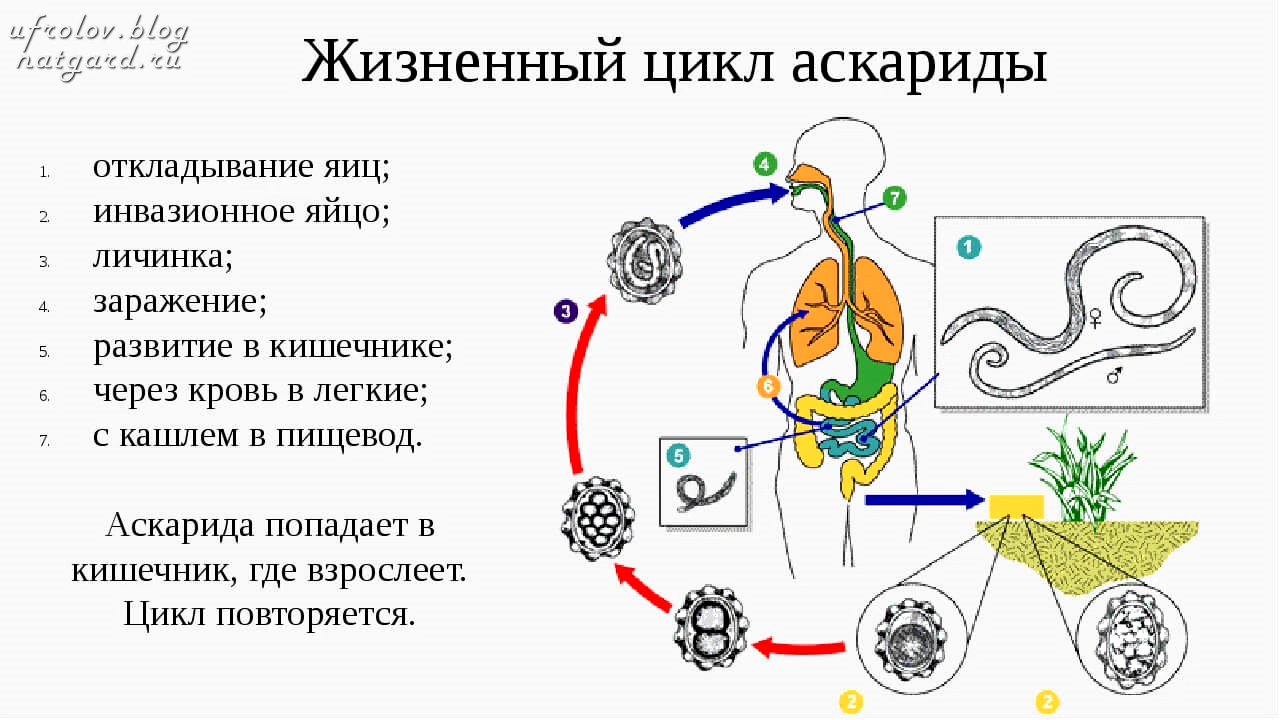 ufrolov.blog
natgard.ru
Жизненный цикл аскариды
1. откладывание яиц;
2. инвазионное яйцо;
3. личинка;
4. заражение;
5. развитие в кишечнике;
6. через кровь в легкие;
7. с кашлем в пищевод.
Аскарида попадает в
кишечник, где взрослеет.
Цикл повторяется.
4
7
1
♀
3
♂
6
5
2
2